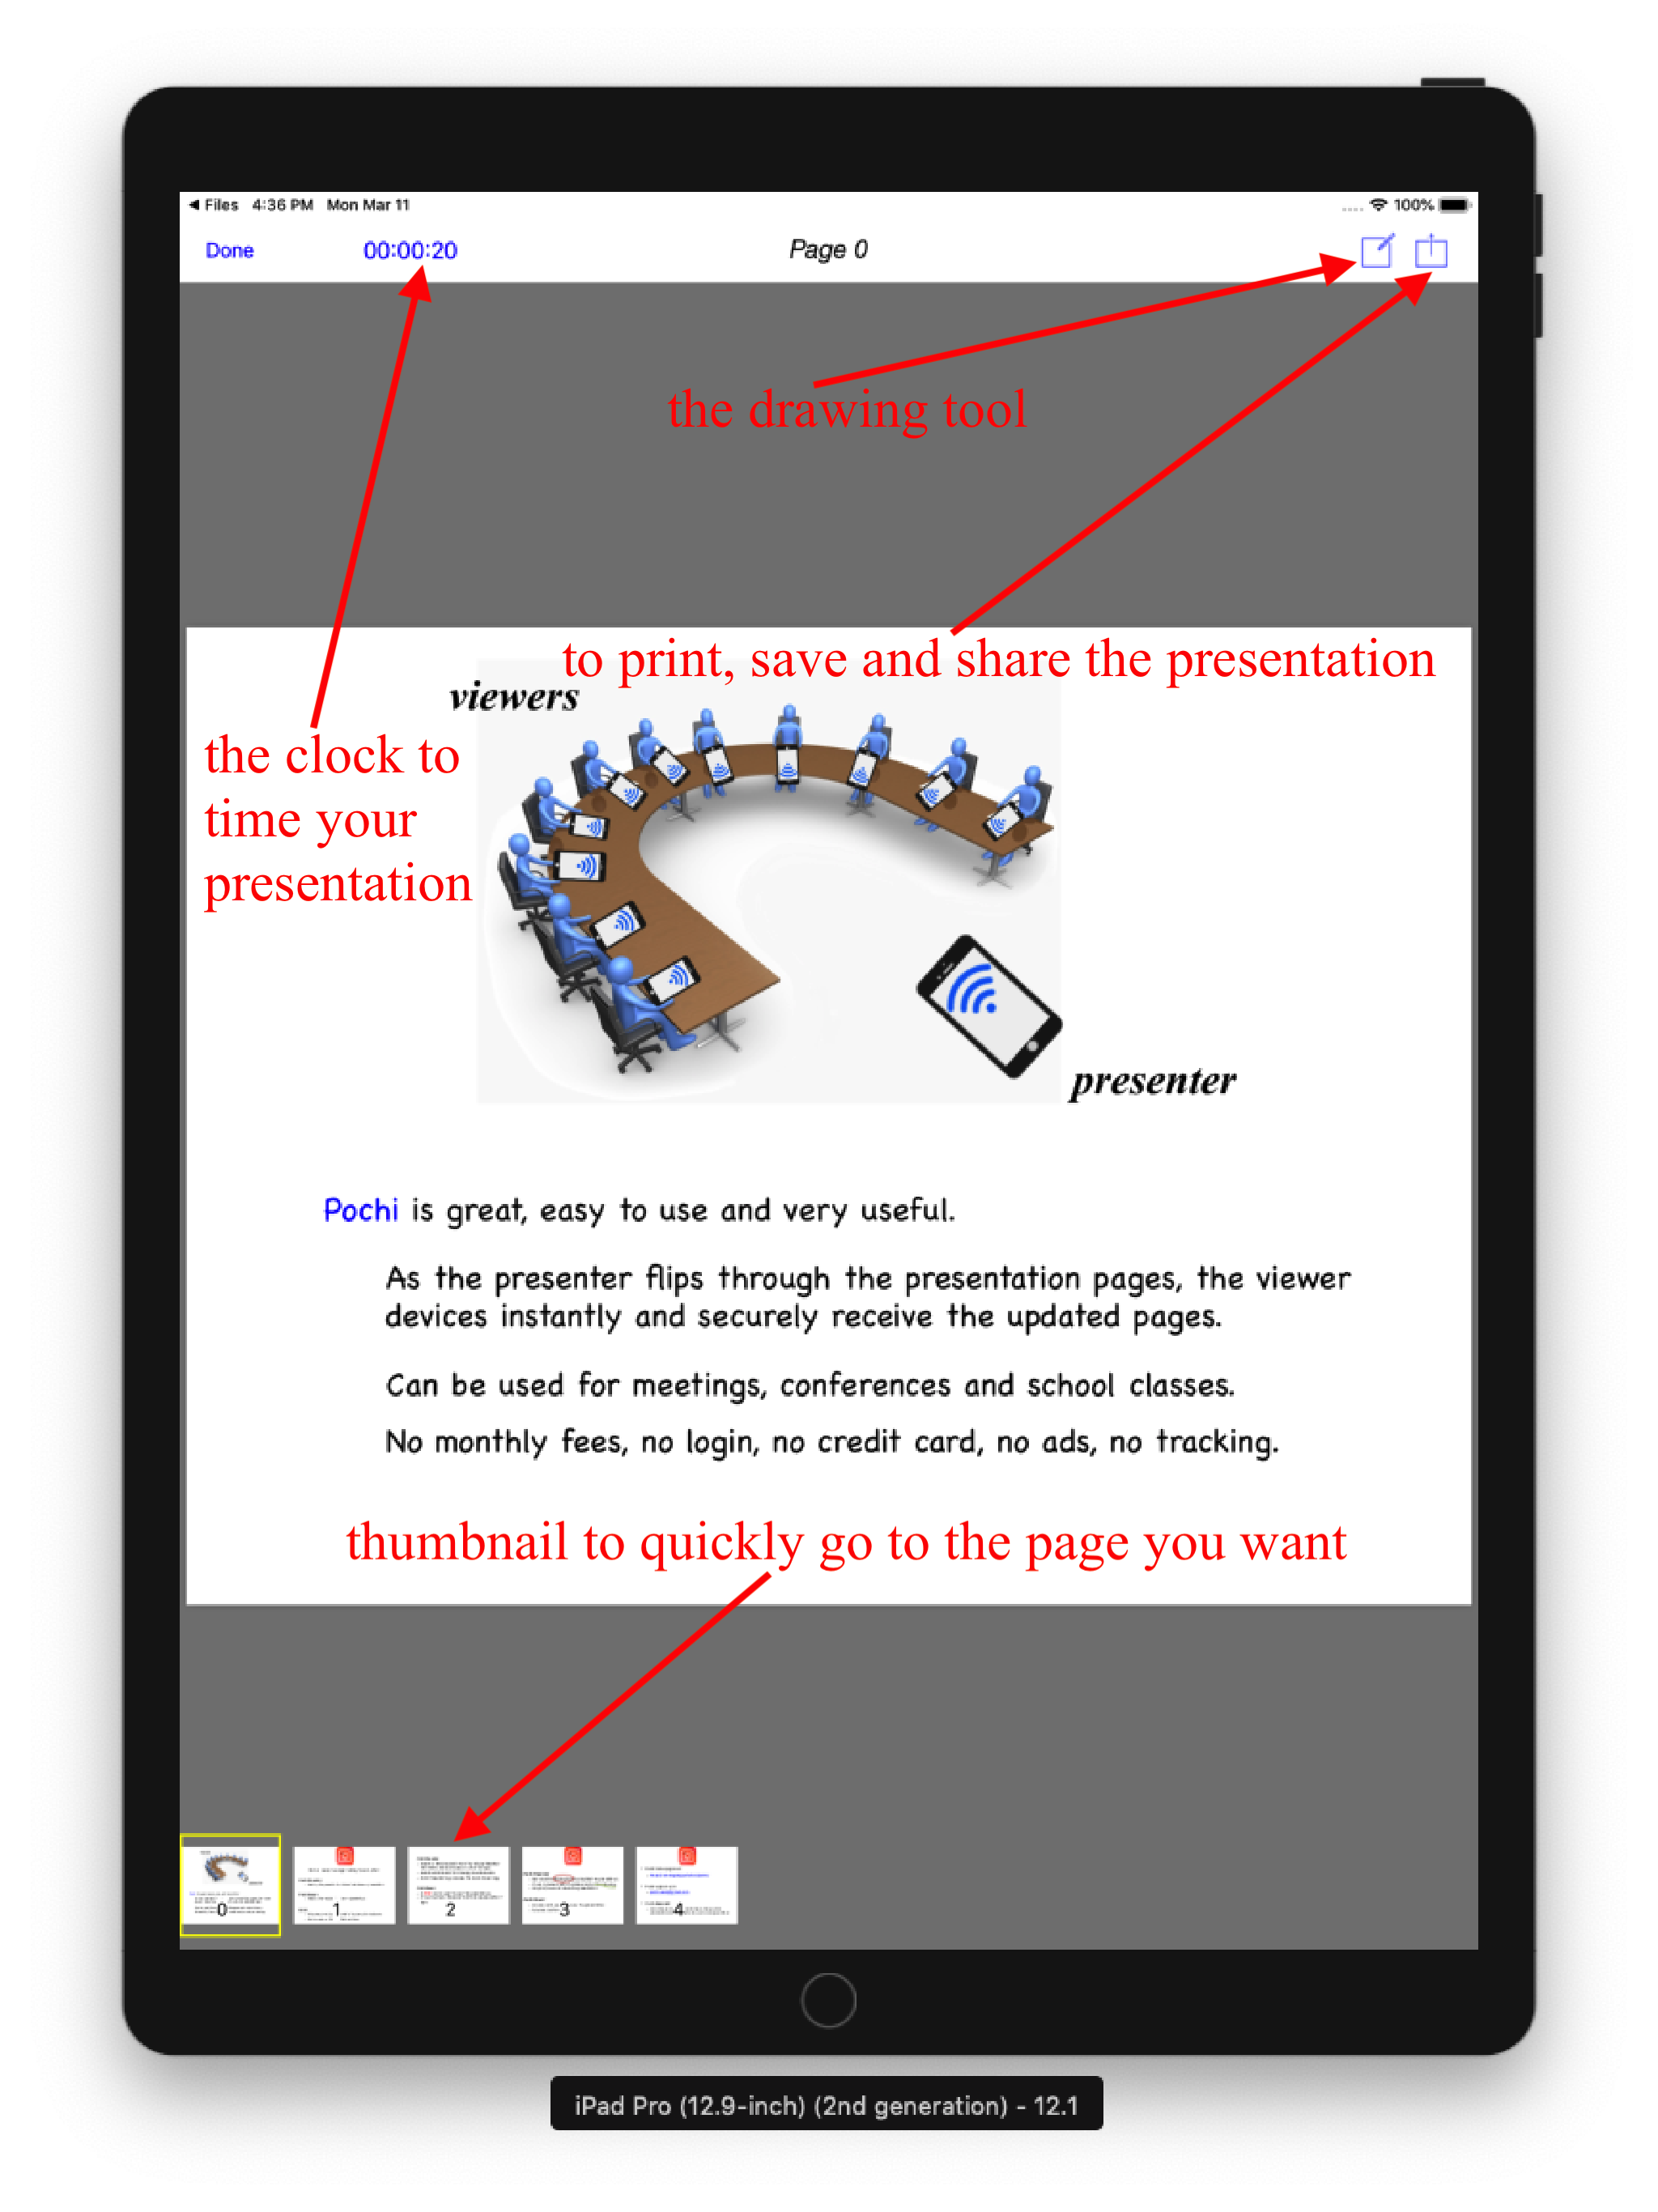 Files 4:36 PM Mon Mar 11
100%
Done 00:00:20 Page 0
the drawing tool
to print, save and share the presentation
viewers
the clock to
time your
presentation
presenter
Pochi is great, easy to use and very useful.
As the presenter flips through the presentation pages, the viewer
devices instantly and securely receive the updated pages.
Can be used for meetings, conferences and school classes.
No monthly fees, no login, no credit card, no ads, no tracking.
thumbnail to quickly go to the page you want
0 1 2 3 4
iPad Pro (12.9-inch) (2nd generation) - 12.1